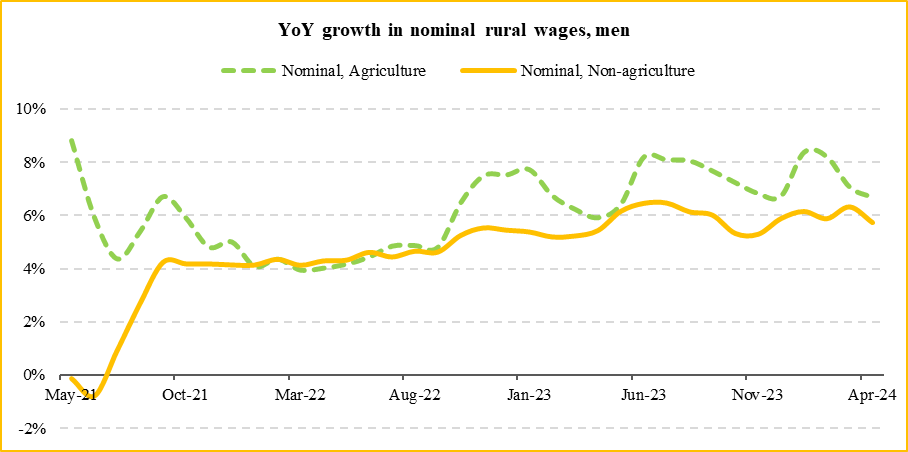 YoY growth in nominal rural wages, men
Nominal, Agriculture Nominal, Non-agriculture
10%
8%
6%
4%
2%
0%
May-21 Oct-21 Mar-22 Aug-22 Jan-23 Jun-23 Nov-23 Apr-24
-2%